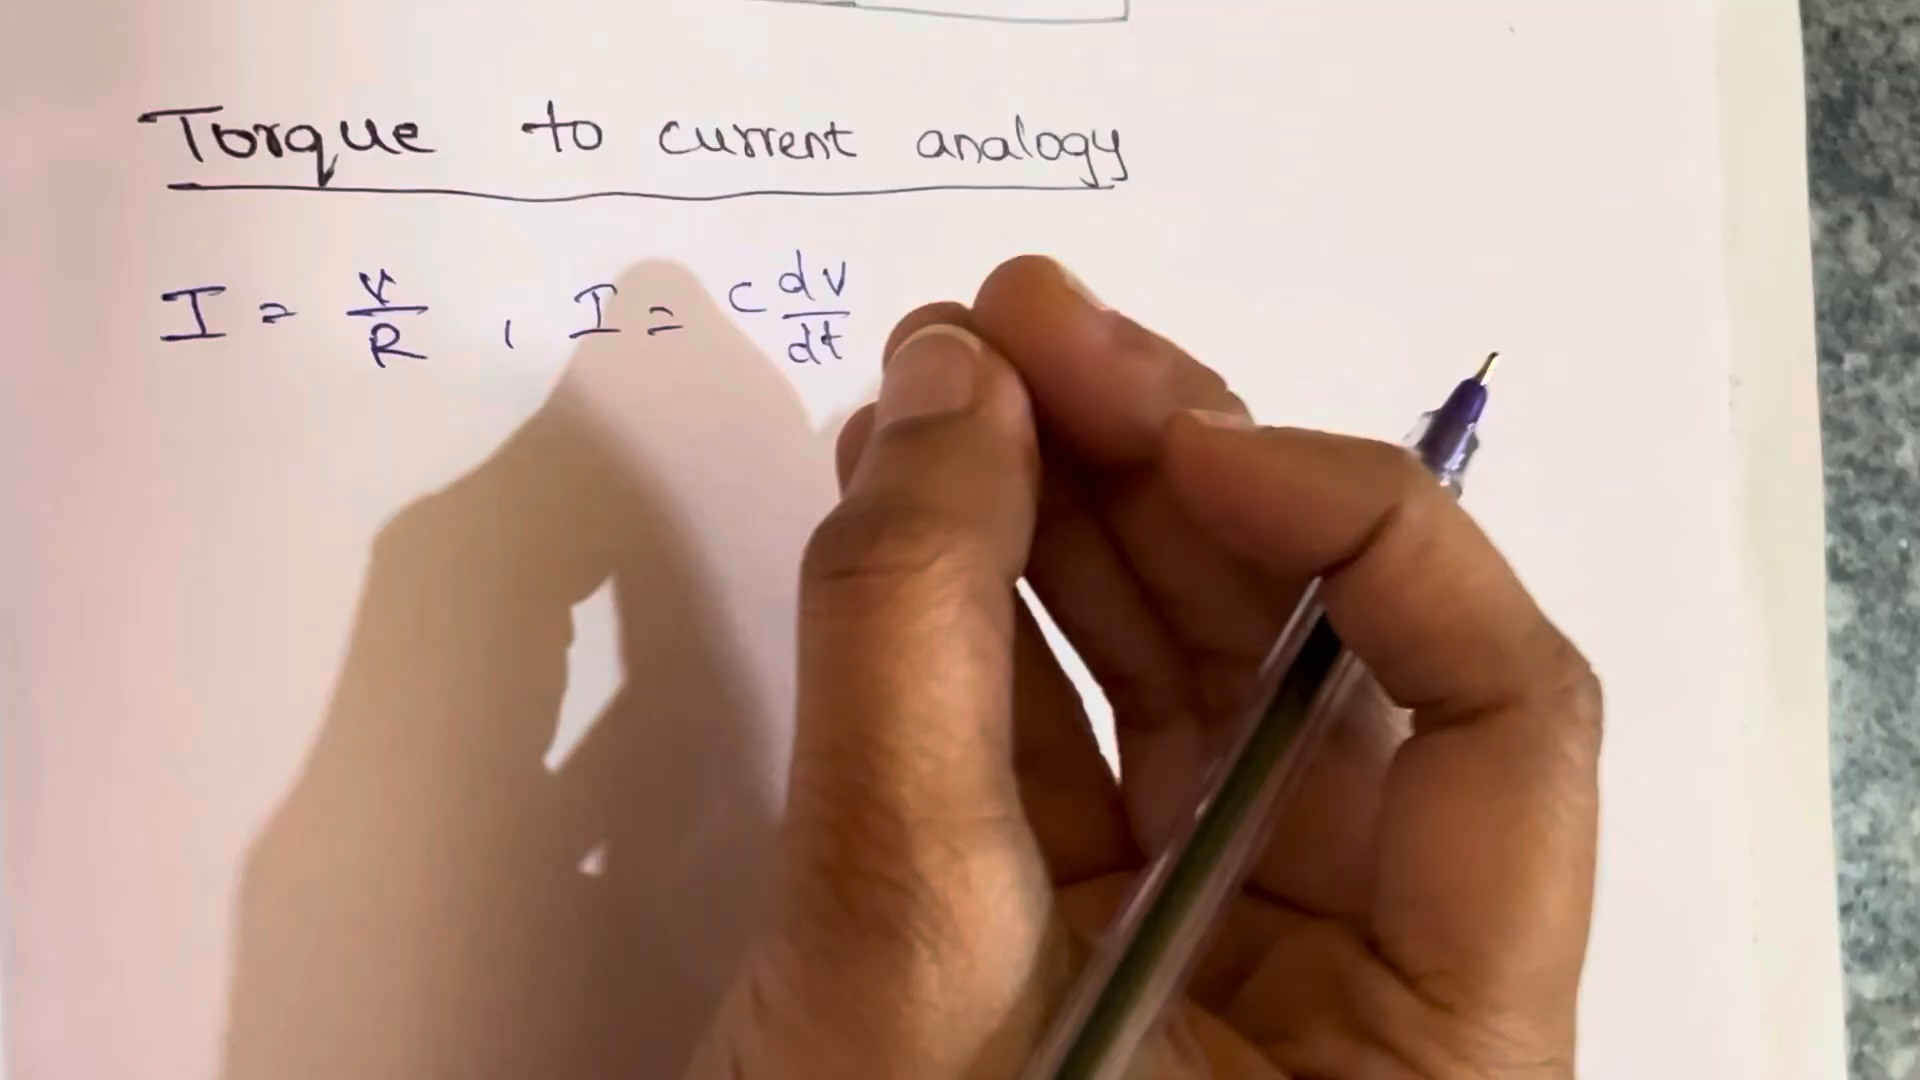 Torque to current analogy
I = V/R , I = C dV/dt